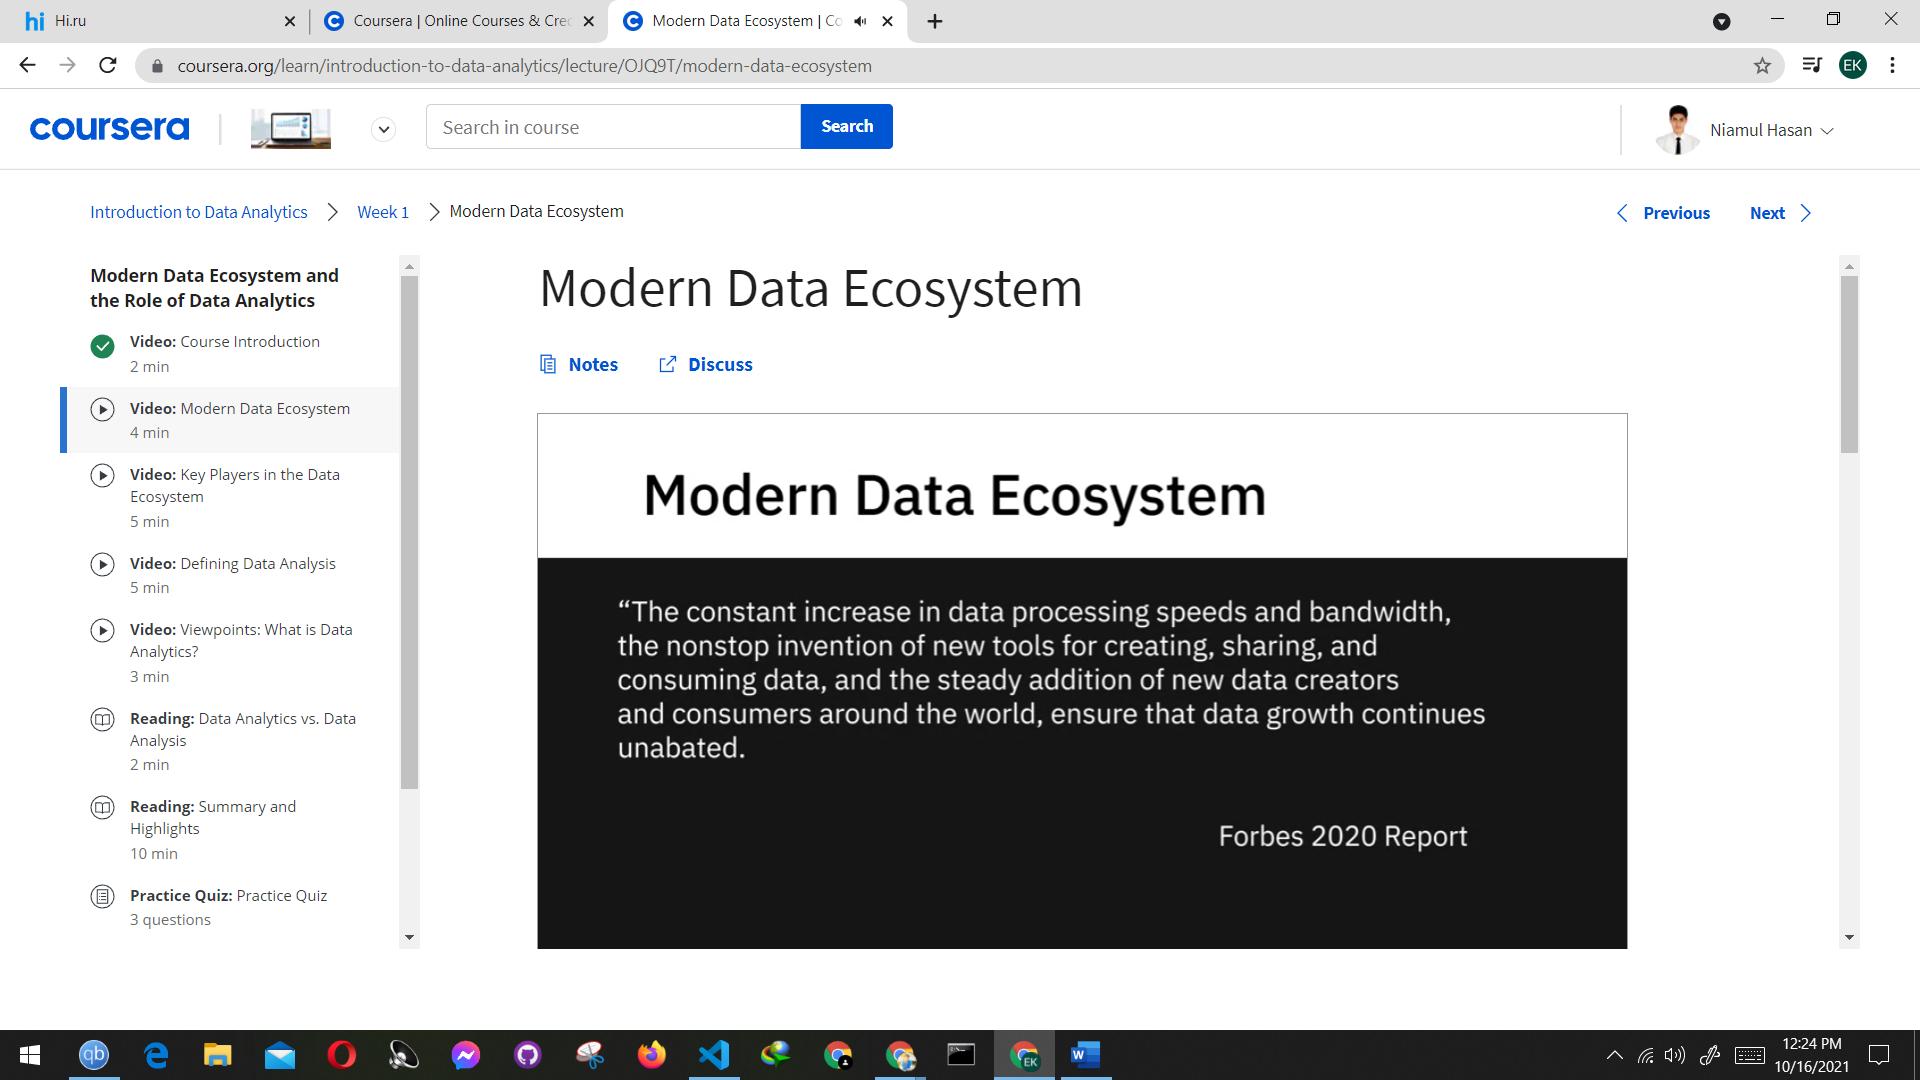 hi Hi.ru
Coursera | Online Courses & Cre
Modern Data Ecosystem | Co
coursera.org/learn/introduction-to-data-analytics/lecture/OJQ9T/modern-data-ecosystem
EK
coursera
Search in course
Search
Niamul Hasan
Introduction to Data Analytics
Week 1
Modern Data Ecosystem
Previous
Next
Modern Data Ecosystem and
the Role of Data Analytics
Video: Course Introduction
2 min
Video: Modern Data Ecosystem
4 min
Video: Key Players in the Data
Ecosystem
5 min
Video: Defining Data Analysis
5 min
Video: Viewpoints: What is Data
Analytics?
3 min
Reading: Data Analytics vs. Data
Analysis
2 min
Reading: Summary and
Highlights
10 min
Practice Quiz: Practice Quiz
3 questions
Modern Data Ecosystem
Notes
Discuss
Modern Data Ecosystem
“The constant increase in data processing speeds and bandwidth,
the nonstop invention of new tools for creating, sharing, and
consuming data, and the steady addition of new data creators
and consumers around the world, ensure that data growth continues
unabated.
Forbes 2020 Report
qb
EK
W
12:24 PM
10/16/2021